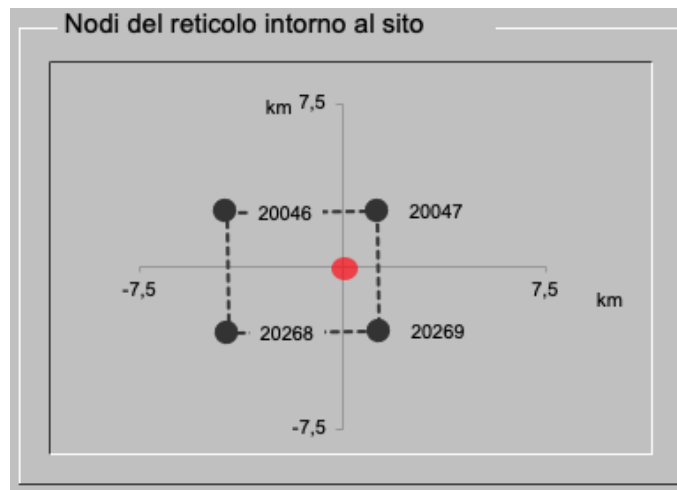 Nodi del reticolo intorno al sito
km 7,5
20046 20047
-7,5 7,5
km
20268 20269
-7,5